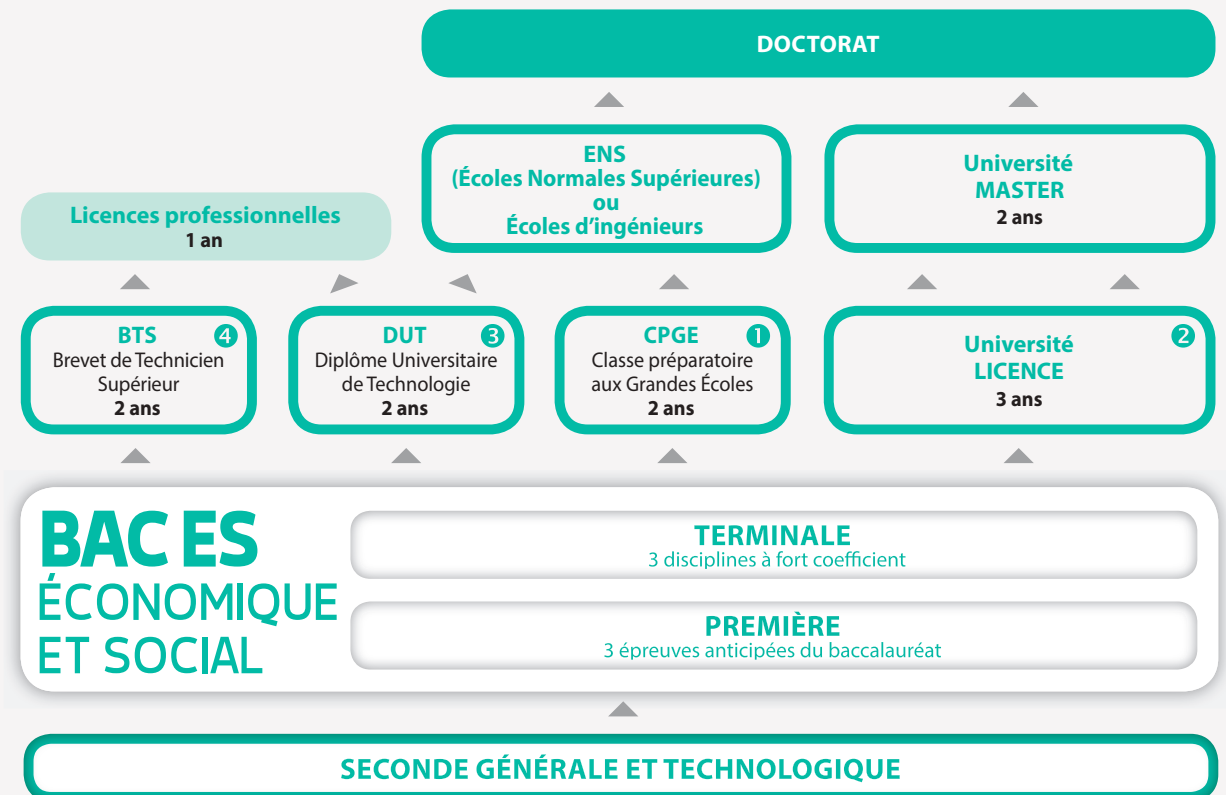 DOCTORAT
ENS
(Écoles Normales Supérieures)
ou
Écoles d'ingénieurs
Université
MASTER
2 ans
Licences professionnelles
1 an
BTS
4
Brevet de Technicien
Supérieur
2 ans
DUT
3
Diplôme Universitaire
de Technologie
2 ans
CPGE
1
Classe préparatoire
aux Grandes Écoles
2 ans
Université
2
LICENCE
3 ans
BAC ES
ÉCONOMIQUE
ET SOCIAL
TERMINALE
3 disciplines à fort coefficient
PREMIÈRE
3 épreuves anticipées du baccalauréat
SECONDE GÉNÉRALE ET TECHNOLOGIQUE